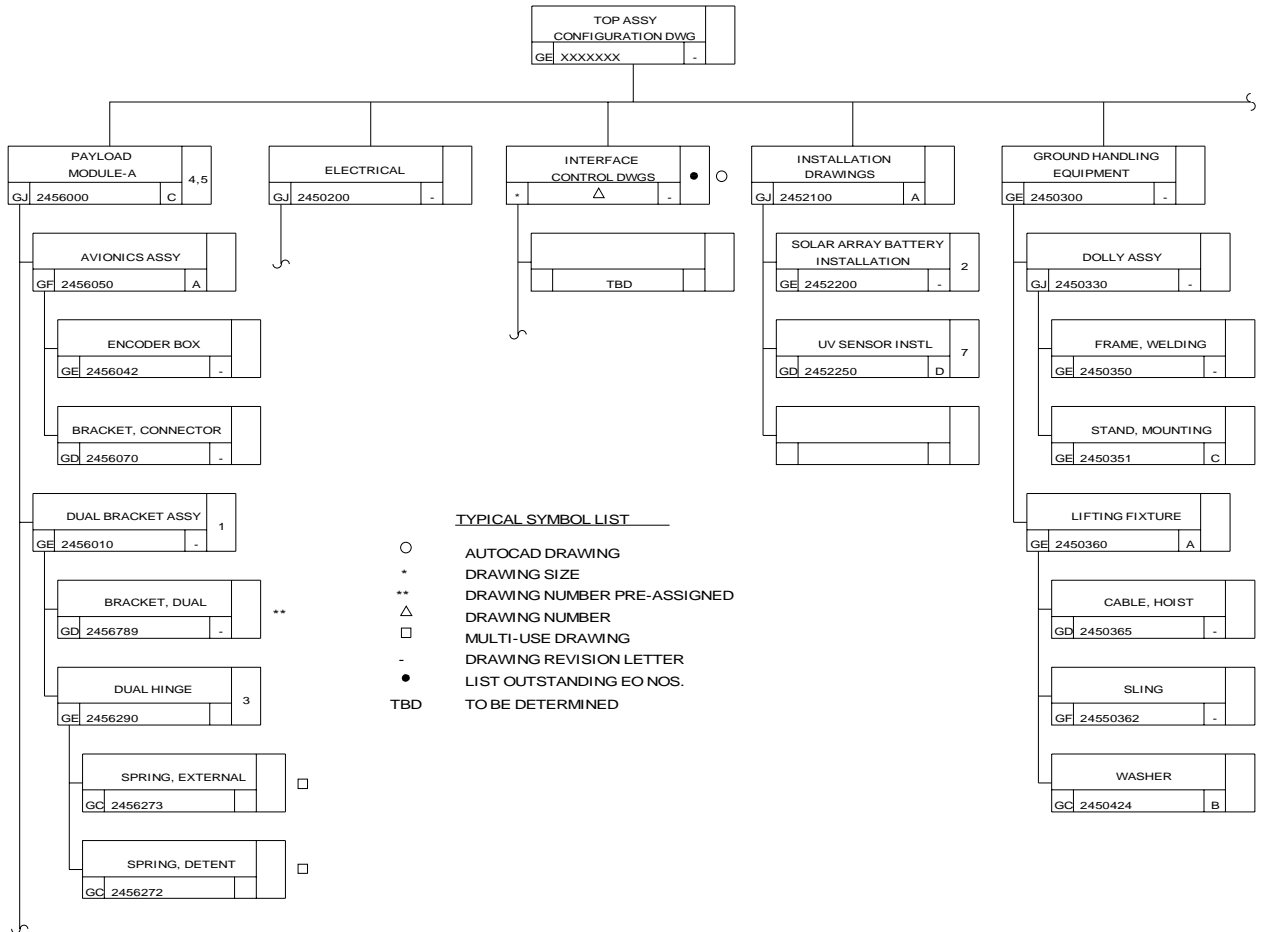 TOP ASSY
CONFIGURATION DWG
GE XXXXXXX -
PAYLOAD
MODULE-A
4,5
GJ 2456000 C
ELECTRICAL
GJ 2450200 -
INTERFACE
CONTROL DWGS
* △ - ● ○
INSTALLATION
DRAWINGS
GJ 2452100 A
GROUND HANDLING
EQUIPMENT
GE 2450300 -
AVIONICS ASSY
GF 2456050 A
ENCODER BOX
GE 2456042 -
BRACKET, CONNECTOR
GD 2456070 -
DUAL BRACKET ASSY
1
GE 2456010 -
BRACKET, DUAL
**
GD 2456789 -
DUAL HINGE
3
GE 2456290
SPRING, EXTERNAL
□
GC 2456273
SPRING, DETENT
□
GC 2456272
TBD
SOLAR ARRAY BATTERY
INSTALLATION
2
GE 2452200 -
UV SENSOR INSTL
7
GD 2452250 D
DOLLY ASSY
GJ 2450330 -
FRAME, WELDING
GE 2450350 -
STAND, MOUNTING
GE 2450351 C
LIFTING FIXTURE
GE 2450360 A
CABLE, HOIST
GD 2450365 -
SLING
GF 24550362 -
WASHER
GC 2450424 B
TYPICAL SYMBOL LIST
○ AUTOCAD DRAWING
* DRAWING SIZE
** DRAWING NUMBER PRE-ASSIGNED
△ DRAWING NUMBER
□ MULTI-USE DRAWING
- DRAWING REVISION LETTER
● LIST OUTSTANDING EO NOS.
TBD TO BE DETERMINED